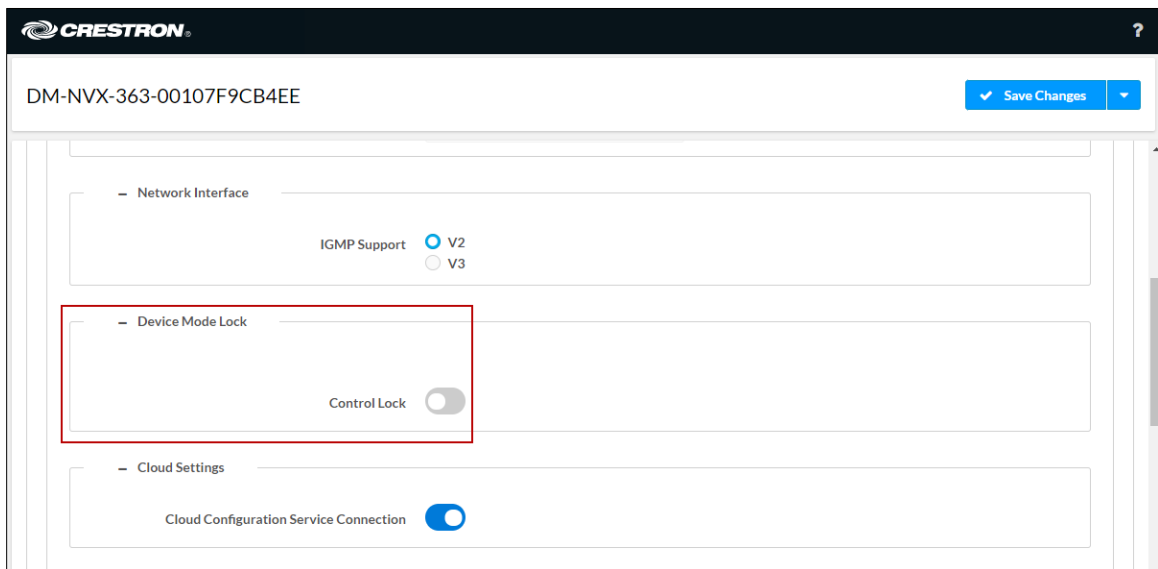 CRESTRON®
?
DM-NVX-363-00107F9CB4EE
Save Changes
– Network Interface
IGMP Support V2
V3
– Device Mode Lock
Control Lock
– Cloud Settings
Cloud Configuration Service Connection